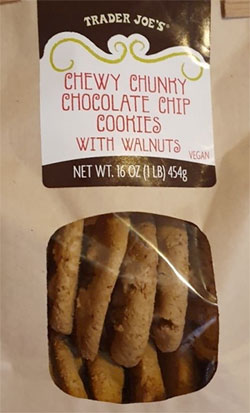 TRADER JOE'S®
CHEWY CHUNKY
CHOCOLATE CHIP
COOKIES
WITH WALNUTS
VEGAN
NET WT. 16 OZ (1 LB) 454g